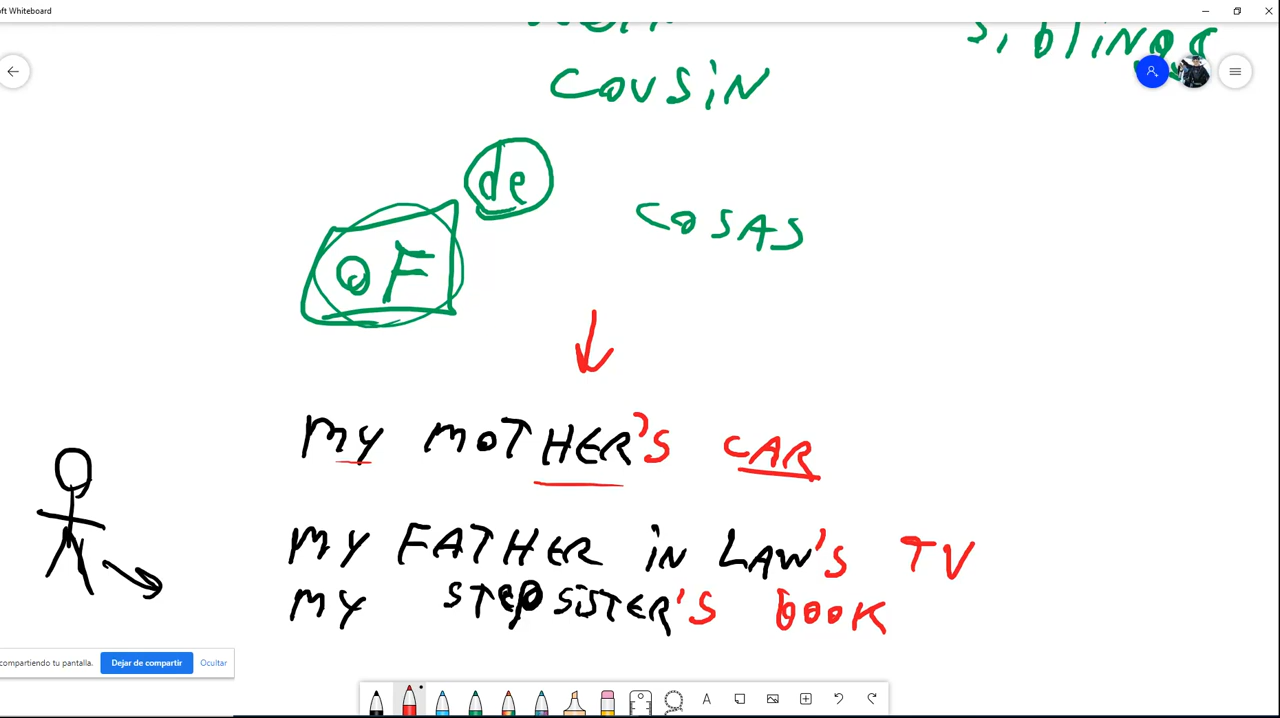 oft Whiteboard
siblings
COUSiN
de
OF
COSAS
MY MOTHER'S CAR
MY FATHER iN LAW'S TV
MY STEPSiSTER'S bOOK
compartiendo tu pantalla. Dejar de compartir Ocultar
A